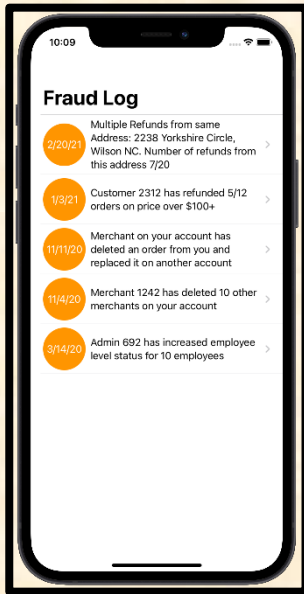 10:09
Fraud Log
2/20/21
Multiple Refunds from same
Address: 2238 Yorkshire Circle,
Wilson NC. Number of refunds from
this address 7/20
1/3/21
Customer 2312 has refunded 5/12
orders on price over $100+
11/11/20
Merchant on your account has
deleted an order from you and
replaced it on another account
11/4/20
Merchant 1242 has deleted 10 other
merchants on your account
3/14/20
Admin 692 has increased employee
level status for 10 employees